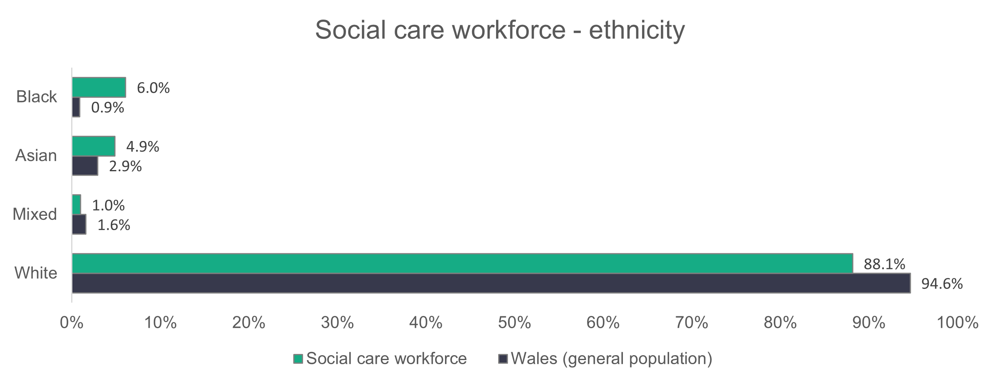 Social care workforce - ethnicity
Black
6.0%
0.9%
Asian
4.9%
2.9%
Mixed
1.0%
1.6%
White
88.1%
94.6%
0% 10% 20% 30% 40% 50% 60% 70% 80% 90% 100%
Social care workforce Wales (general population)